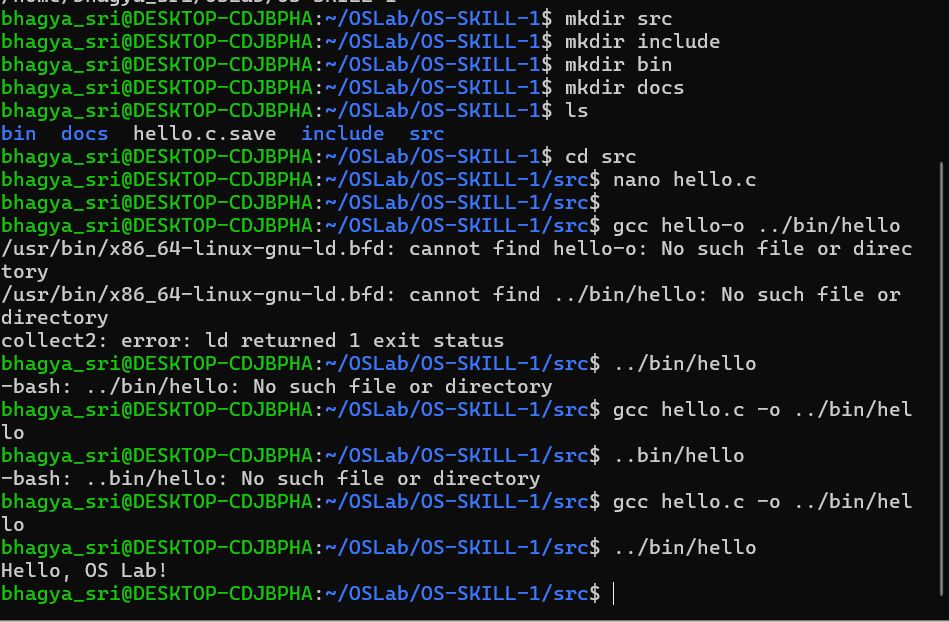 bhagya_sri@DESKTOP-CDJBPHA:~/OSLab/OS-SKILL-1$ mkdir src
bhagya_sri@DESKTOP-CDJBPHA:~/OSLab/OS-SKILL-1$ mkdir include
bhagya_sri@DESKTOP-CDJBPHA:~/OSLab/OS-SKILL-1$ mkdir bin
bhagya_sri@DESKTOP-CDJBPHA:~/OSLab/OS-SKILL-1$ mkdir docs
bhagya_sri@DESKTOP-CDJBPHA:~/OSLab/OS-SKILL-1$ ls
bin  docs  hello.c.save  include  src
bhagya_sri@DESKTOP-CDJBPHA:~/OSLab/OS-SKILL-1$ cd src
bhagya_sri@DESKTOP-CDJBPHA:~/OSLab/OS-SKILL-1/src$ nano hello.c
bhagya_sri@DESKTOP-CDJBPHA:~/OSLab/OS-SKILL-1/src$
bhagya_sri@DESKTOP-CDJBPHA:~/OSLab/OS-SKILL-1/src$ gcc hello-o ../bin/hello
/usr/bin/x86_64-linux-gnu-ld.bfd: cannot find hello-o: No such file or direc
tory
/usr/bin/x86_64-linux-gnu-ld.bfd: cannot find ../bin/hello: No such file or
directory
collect2: error: ld returned 1 exit status
bhagya_sri@DESKTOP-CDJBPHA:~/OSLab/OS-SKILL-1/src$ ../bin/hello
-bash: ../bin/hello: No such file or directory
bhagya_sri@DESKTOP-CDJBPHA:~/OSLab/OS-SKILL-1/src$ gcc hello.c -o ../bin/hel
lo
bhagya_sri@DESKTOP-CDJBPHA:~/OSLab/OS-SKILL-1/src$ ..bin/hello
-bash: ..bin/hello: No such file or directory
bhagya_sri@DESKTOP-CDJBPHA:~/OSLab/OS-SKILL-1/src$ gcc hello.c -o ../bin/hel
lo
bhagya_sri@DESKTOP-CDJBPHA:~/OSLab/OS-SKILL-1/src$ ../bin/hello
Hello, OS Lab!
bhagya_sri@DESKTOP-CDJBPHA:~/OSLab/OS-SKILL-1/src$